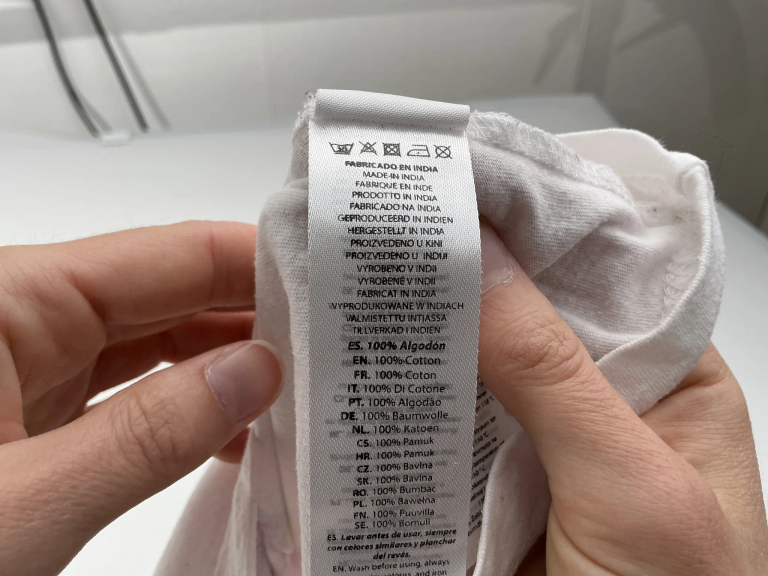 FABRICADO EN INDIA
MADE IN INDIA
FABRIQUÉ EN INDE
PRODOTTO IN INDIA
FABRICADO NA INDIA
GEPRODUCEERD IN INDIEN
HERGESTELLT IN INDIA
PROIZVEDENO U KINI
PROIZVEDENO U INDIJI
VYROBENO V INDII
VYROBENÉ V INDII
FABRICAT IN INDIA
WYPRODUKOWANE W INDIACH
VALMISTETTU INTIASSA
TILLVERKAD I INDIEN
ES. 100% Algodón
EN. 100% Cotton
FR. 100% Coton
IT. 100% Di Cotone
PT. 100% Algodão
DE. 100% Baumwolle
NL. 100% Katoen
CS. 100% Pamuk
HR. 100% Pamuk
CZ. 100% Bavlna
SK. 100% Bavlna
RO. 100% Bumbac
PL. 100% Bawełna
FN. 100% Puuvilla
SE. 100% Bomull
ES. Lavar antes de usar, siempre
con colores similares y planchar
del revés.
EN. Wash before using, always
colours, and iron